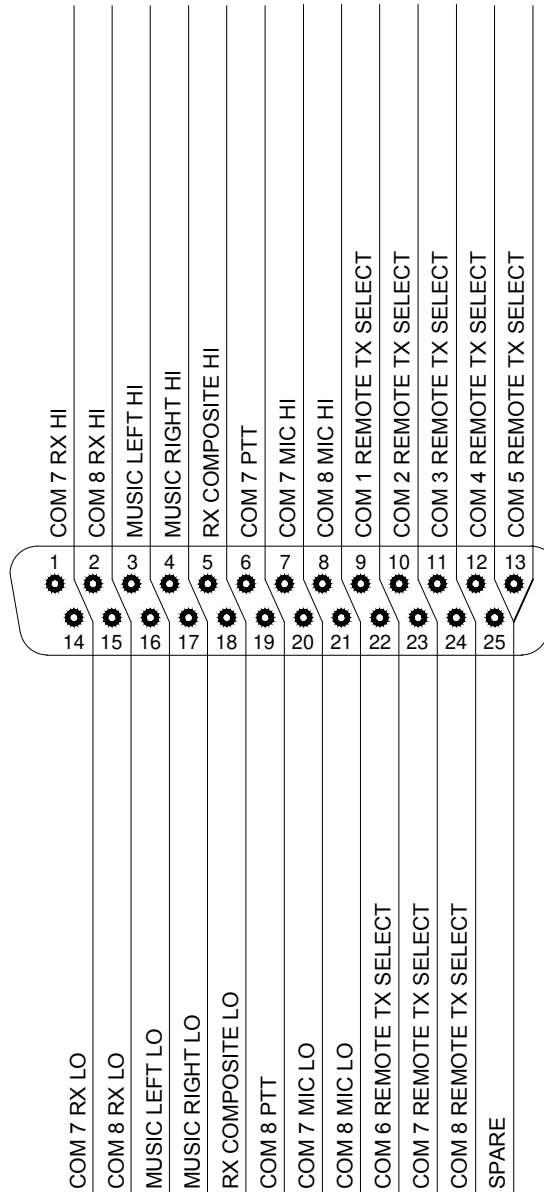 COM 7 RX HI
COM 8 RX HI
MUSIC LEFT HI
MUSIC RIGHT HI
RX COMPOSITE HI
COM 7 PTT
COM 7 MIC HI
COM 8 MIC HI
COM 1 REMOTE TX SELECT
COM 2 REMOTE TX SELECT
COM 3 REMOTE TX SELECT
COM 4 REMOTE TX SELECT
COM 5 REMOTE TX SELECT
1 2 3 4 5 6 7 8 9 10 11 12 13
14 15 16 17 18 19 20 21 22 23 24 25
COM 7 RX LO
COM 8 RX LO
MUSIC LEFT LO
MUSIC RIGHT LO
RX COMPOSITE LO
COM 8 PTT
COM 7 MIC LO
COM 8 MIC LO
COM 6 REMOTE TX SELECT
COM 7 REMOTE TX SELECT
COM 8 REMOTE TX SELECT
SPARE